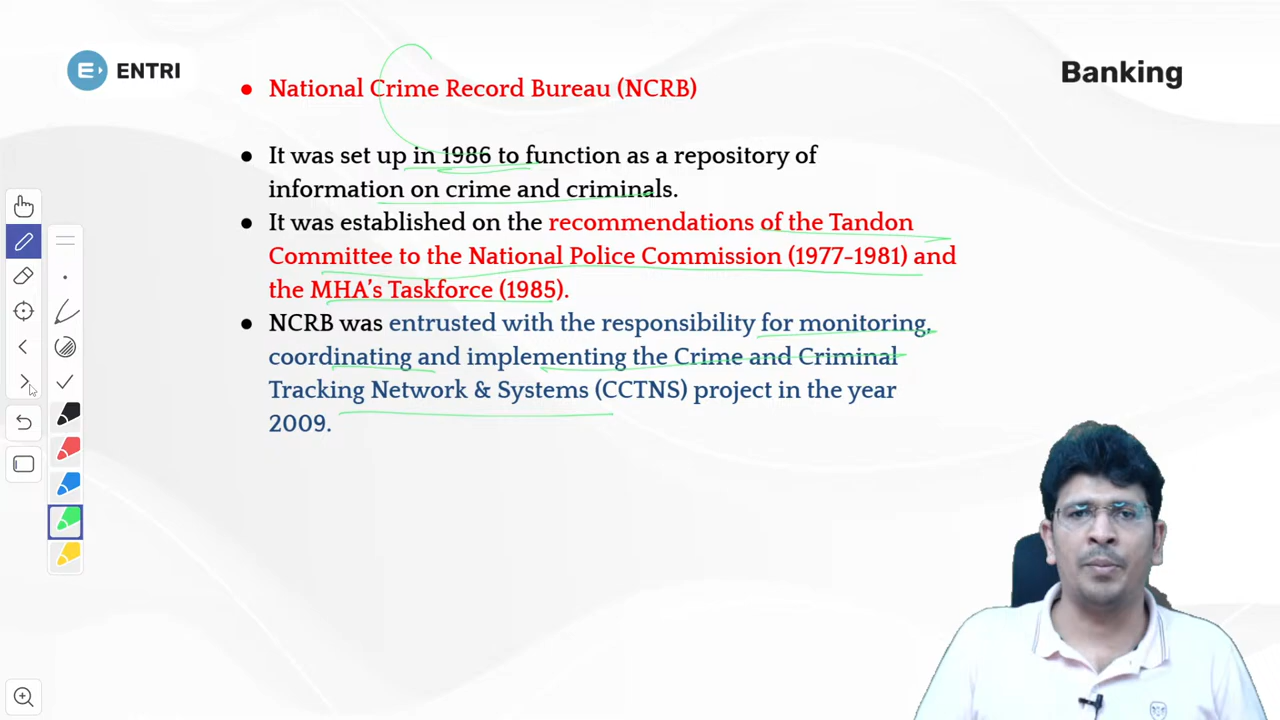 ENTRI
Banking
● National Crime Record Bureau (NCRB)
● It was set up in 1986 to function as a repository of
information on crime and criminals.
● It was established on the recommendations of the Tandon
Committee to the National Police Commission (1977-1981) and
the MHA’s Taskforce (1985).
● NCRB was entrusted with the responsibility for monitoring,
coordinating and implementing the Crime and Criminal
Tracking Network & Systems (CCTNS) project in the year
2009.